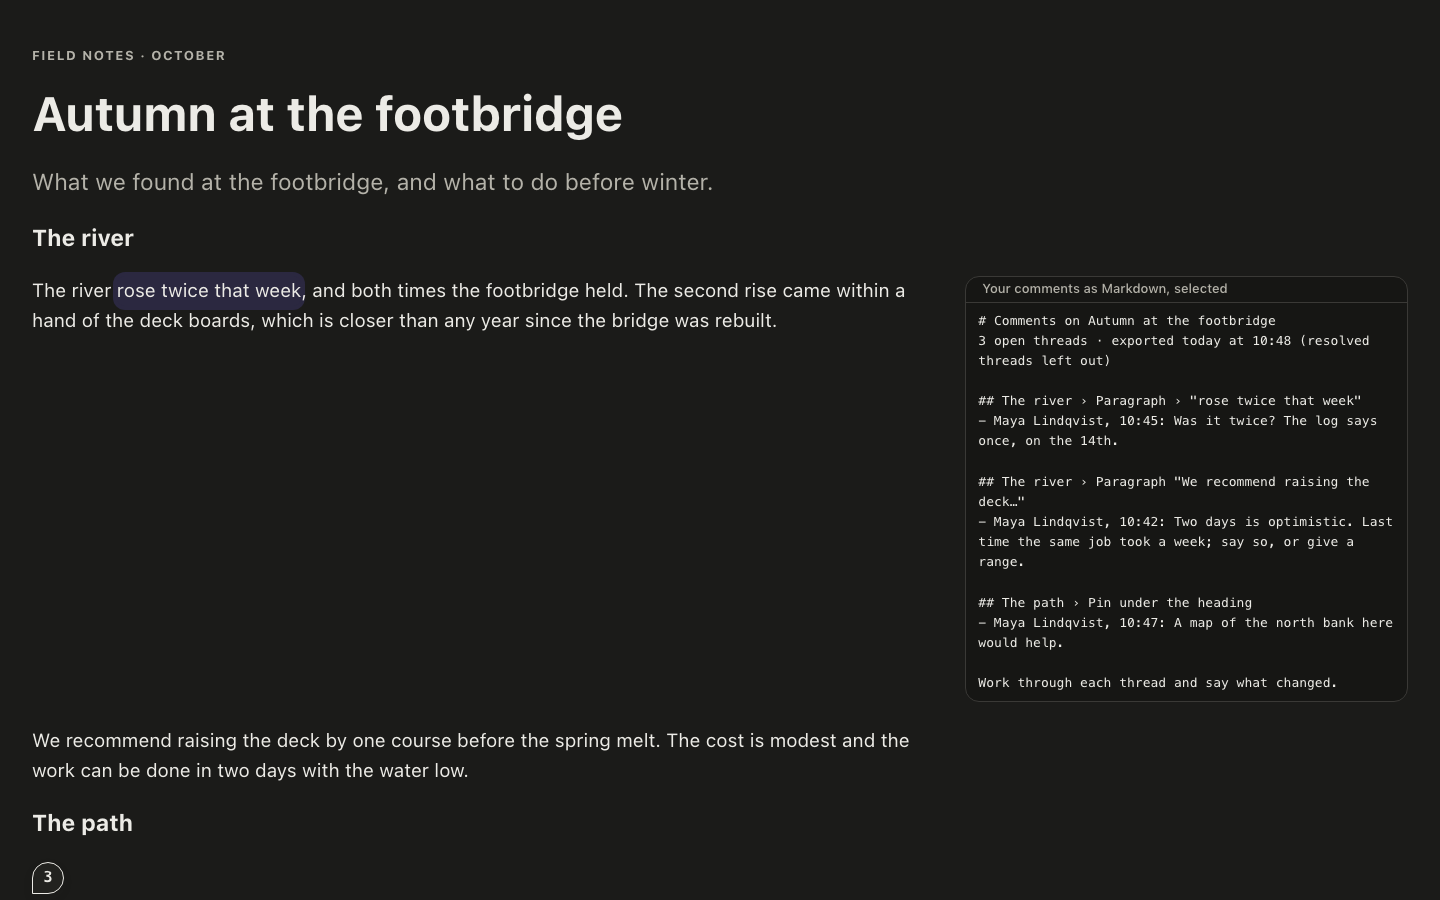 FIELD NOTES · OCTOBER
Autumn at the footbridge
What we found at the footbridge, and what to do before winter.
The river
The river rose twice that week, and both times the footbridge held. The second rise came within a
hand of the deck boards, which is closer than any year since the bridge was rebuilt.
Your comments as Markdown, selected
# Comments on Autumn at the footbridge
3 open threads · exported today at 10:48 (resolved
threads left out)
## The river › Paragraph › "rose twice that week"
— Maya Lindqvist, 10:45: Was it twice? The log says
once, on the 14th.
## The river › Paragraph "We recommend raising the
deck…"
— Maya Lindqvist, 10:42: Two days is optimistic. Last
time the same job took a week; say so, or give a
range.
## The path › Pin under the heading
— Maya Lindqvist, 10:47: A map of the north bank here
would help.
Work through each thread and say what changed.
We recommend raising the deck by one course before the spring melt. The cost is modest and the
work can be done in two days with the water low.
The path
3